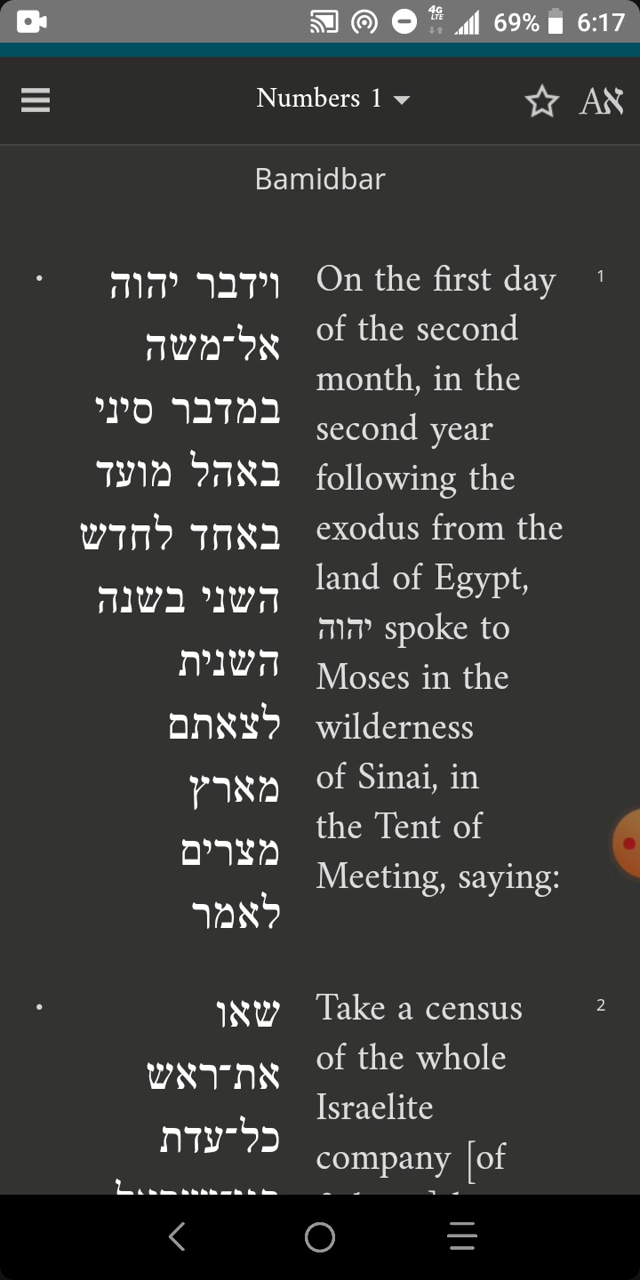 4G
LTE
69%
6:17
Numbers 1
Aא
Bamidbar
וידבר יהוה
אל־משה
במדבר סיני
באהל מועד
באחד לחדש
השני בשנה
השנית
לצאתם
מארץ
מצרים
לאמר
On the first day
of the second
month, in the
second year
following the
exodus from the
land of Egypt,
יהוה spoke to
Moses in the
wilderness
of Sinai, in
the Tent of
Meeting, saying:
1
שאו
את־ראש
כל־עדת
Take a census
of the whole
Israelite
company [of
2